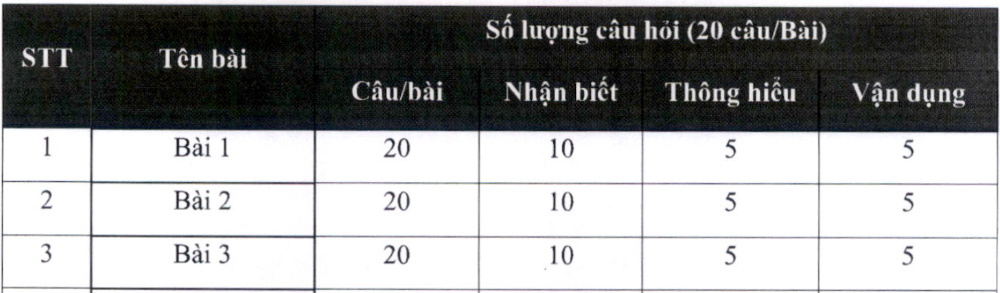 STT Tên bài Số lượng câu hỏi (20 câu/Bài)
Câu/bài Nhận biết Thông hiểu Vận dụng
1 Bài 1 20 10 5 5
2 Bài 2 20 10 5 5
3 Bài 3 20 10 5 5